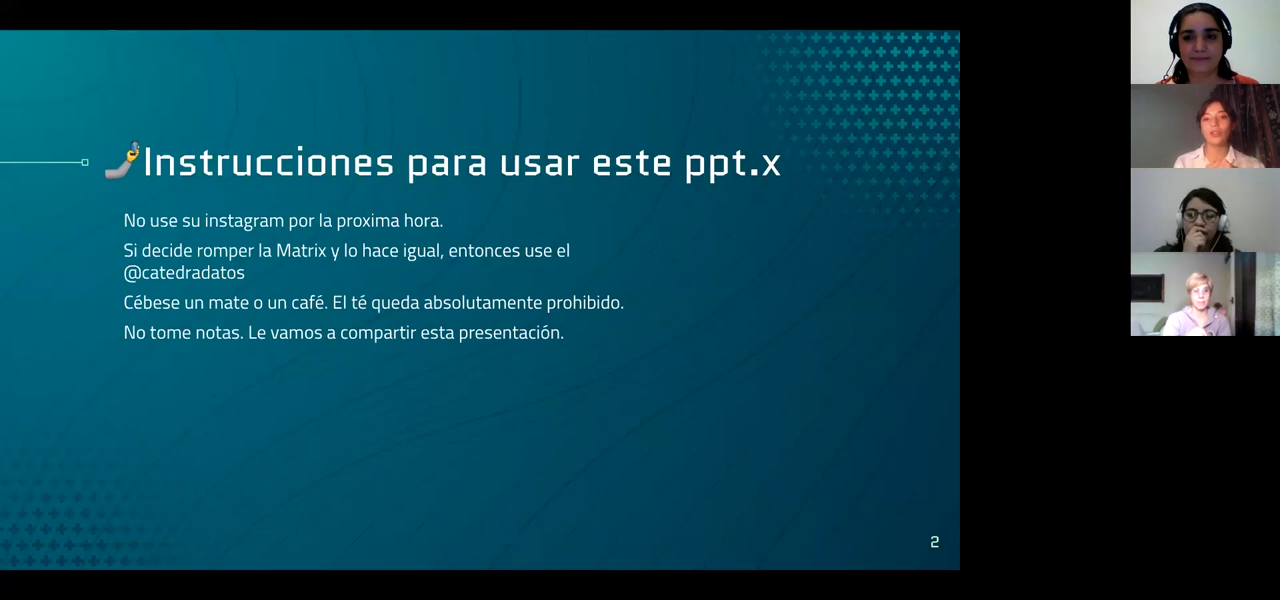 Instrucciones para usar este ppt.x
No use su instagram por la proxima hora.
Si decide romper la Matrix y lo hace igual, entonces use el
@catedradatos
Cébese un mate o un café. El té queda absolutamente prohibido.
No tome notas. Le vamos a compartir esta presentación.
2